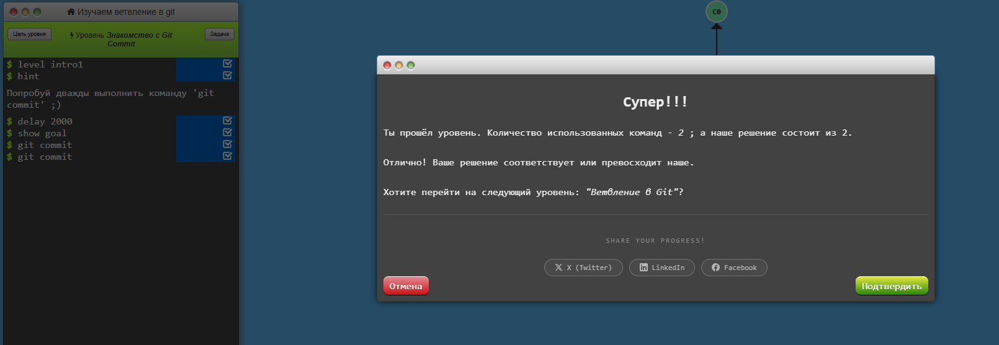 Изучаем ветвление в git
Цель уровня
Уровень Знакомство с Git
Commit
Задача
$ level intro1
$ hint
Попробуй дважды выполнить команду 'git
commit' ;)
$ delay 2000
$ show goal
$ git commit
$ git commit
C0
Супер!!!
Ты прошёл уровень. Количество использованных команд - 2 ; а наше решение состоит из 2.
Отлично! Ваше решение соответствует или превосходит наше.
Хотите перейти на следующий уровень: "Ветвление в Git"?
SHARE YOUR PROGRESS!
X (Twitter)
LinkedIn
Facebook
Отмена
Подтвердить